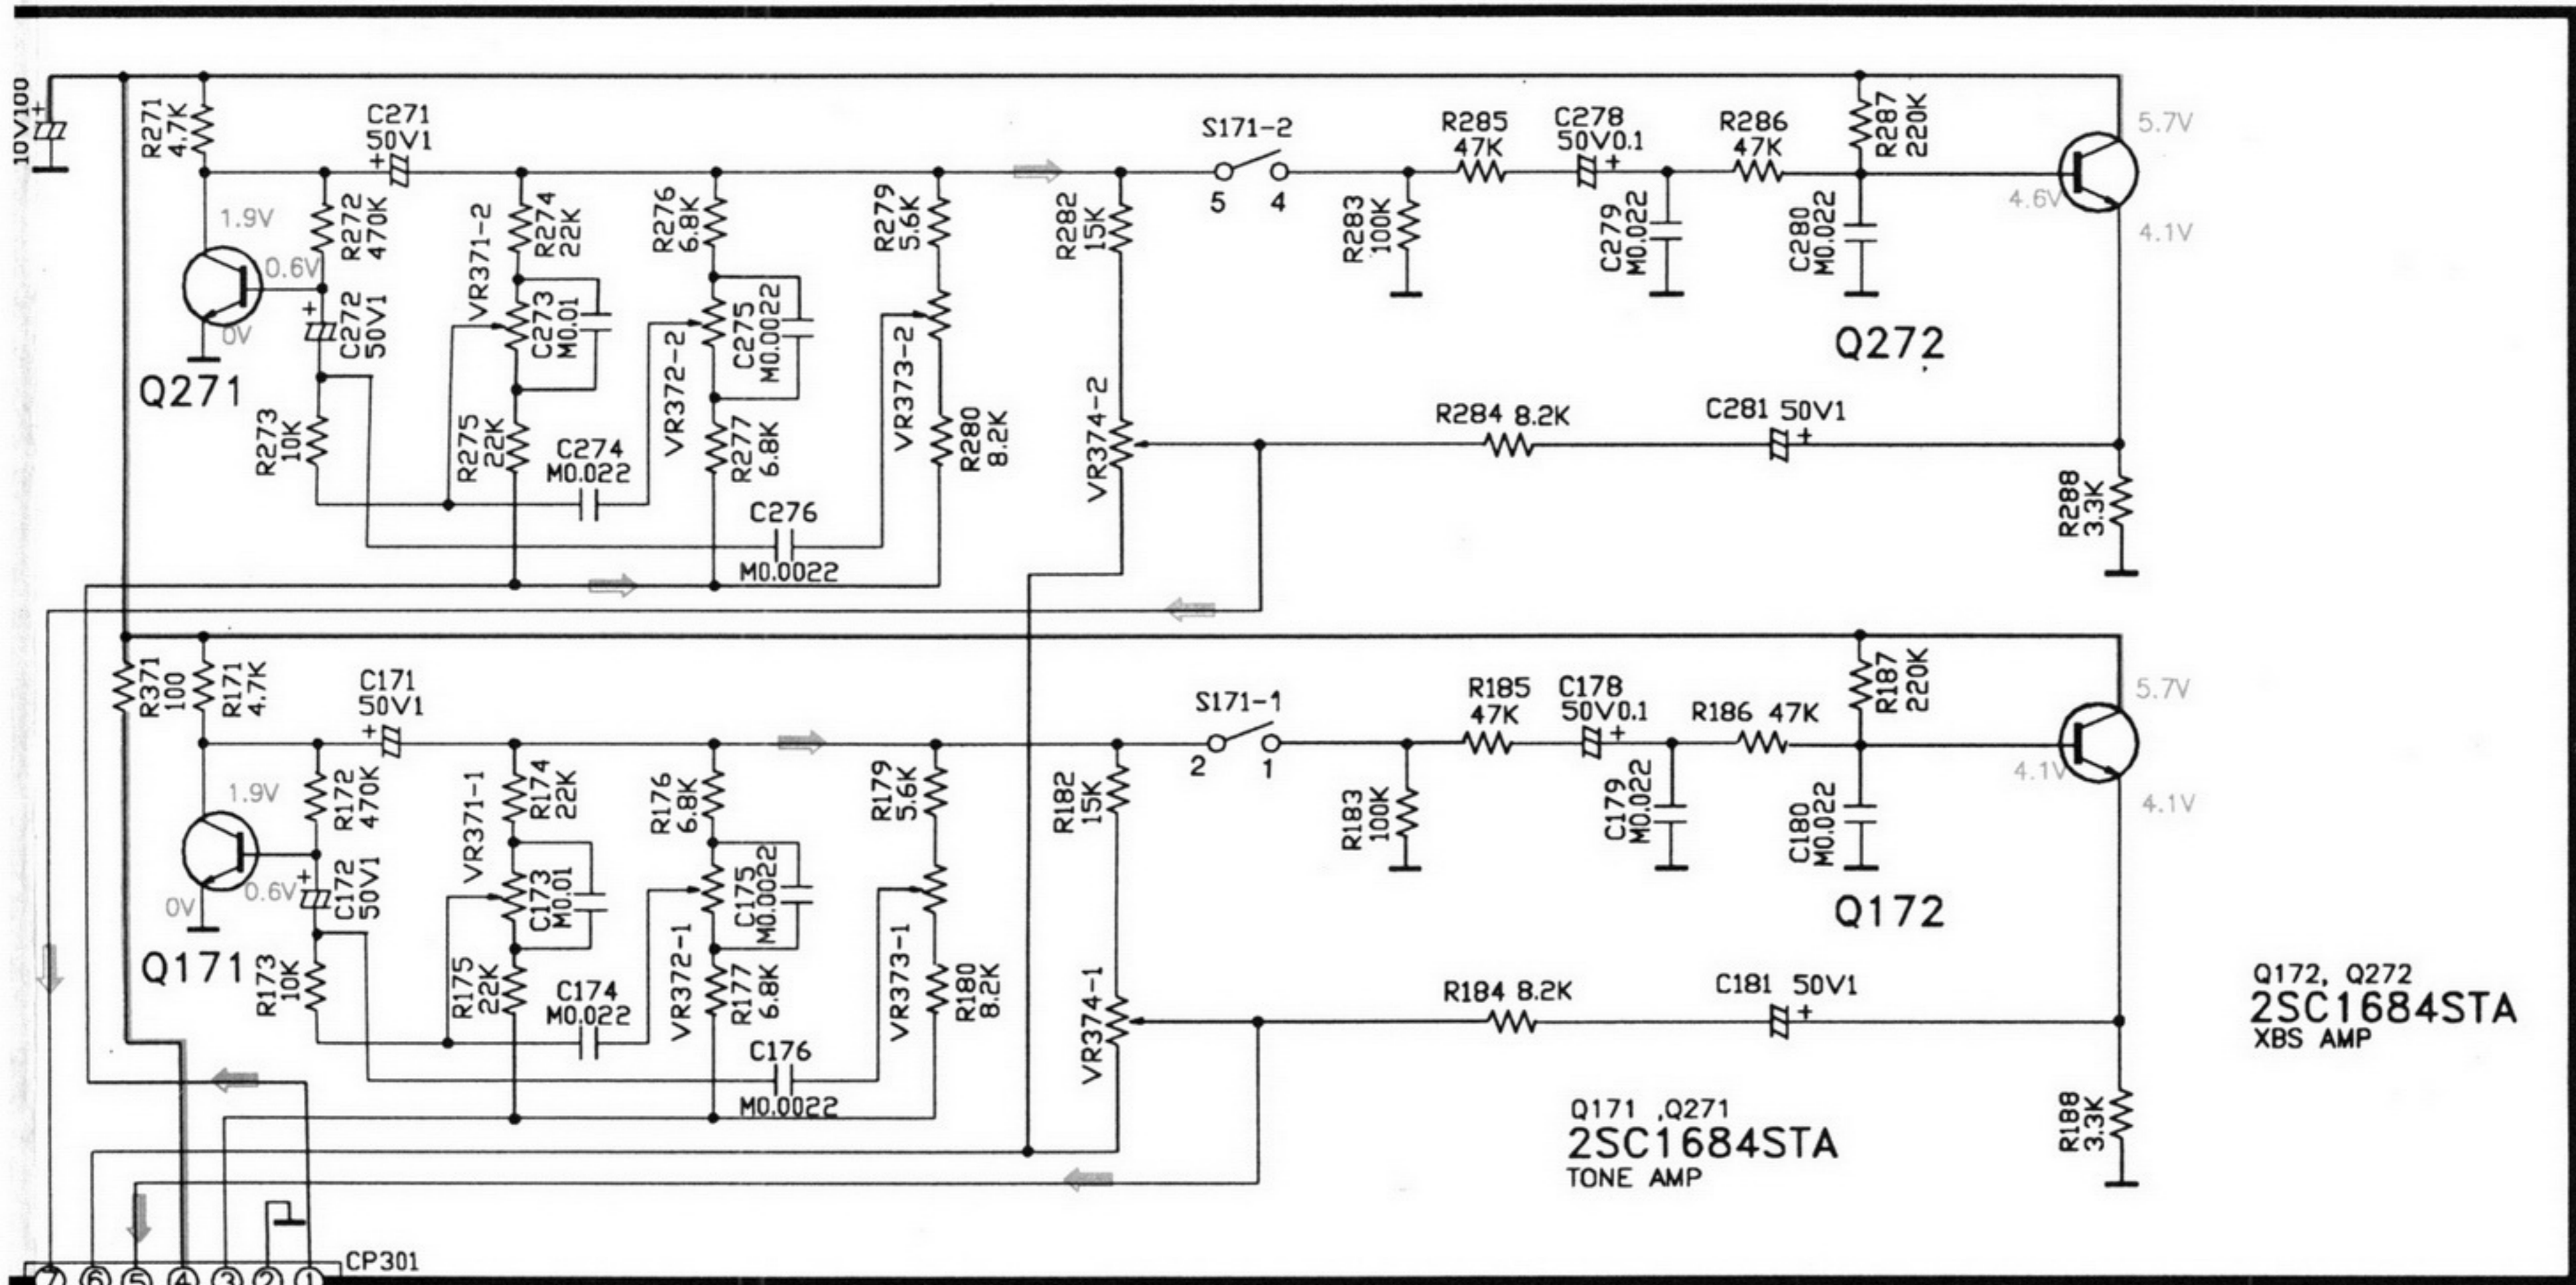 10V100
R271
4.7K
C271
50V1
R272
470K
1.9V
0.6V
0V
Q271
C272
50V1
R273
10K
VR371-2
R274
22K
C273
M0.01
R275
22K
C274
M0.022
R276
6.8K
C275
M0.0022
VR372-2
R277
6.8K
C276
M0.0022
R279
5.6K
VR373-2
R280
8.2K
R282
15K
VR374-2
S171-2
5
4
R283
100K
R285
47K
C278
50V0.1
C279
M0.022
R286
47K
R287
220K
C280
M0.022
5.7V
4.6V
4.1V
Q272
R284 8.2K
C281 50V1
R288
3.3K
R371
100
R171
4.7K
C171
50V1
R172
470K
1.9V
0.6V
0V
Q171
C172
50V1
R173
10K
VR371-1
R174
22K
C173
M0.01
R175
22K
C174
M0.022
R176
6.8K
C175
M0.0022
VR372-1
R177
6.8K
C176
M0.0022
R179
5.6K
VR373-1
R180
8.2K
R182
15K
VR374-1
S171-1
2
1
R183
100K
R185
47K
C178
50V0.1
C179
M0.022
R186 47K
R187
220K
C180
M0.022
5.7V
4.1V
4.1V
Q172
R184 8.2K
C181 50V1
R188
3.3K
Q172, Q272
2SC1684STA
XBS AMP
Q171 ,Q271
2SC1684STA
TONE AMP
CP301
7 6 5 4 3 2 1